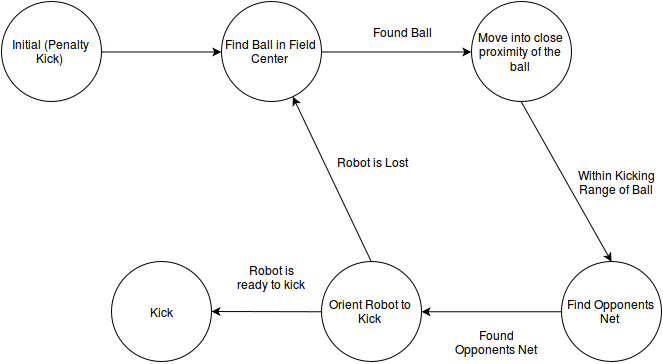 Initial (Penalty
Kick)
Find Ball in Field
Center
Found Ball
Move into close
proximity of the
ball
Robot is Lost
Within Kicking
Range of Ball
Robot is
ready to kick
Kick
Orient Robot to
Kick
Found
Opponents Net
Find Opponents
Net